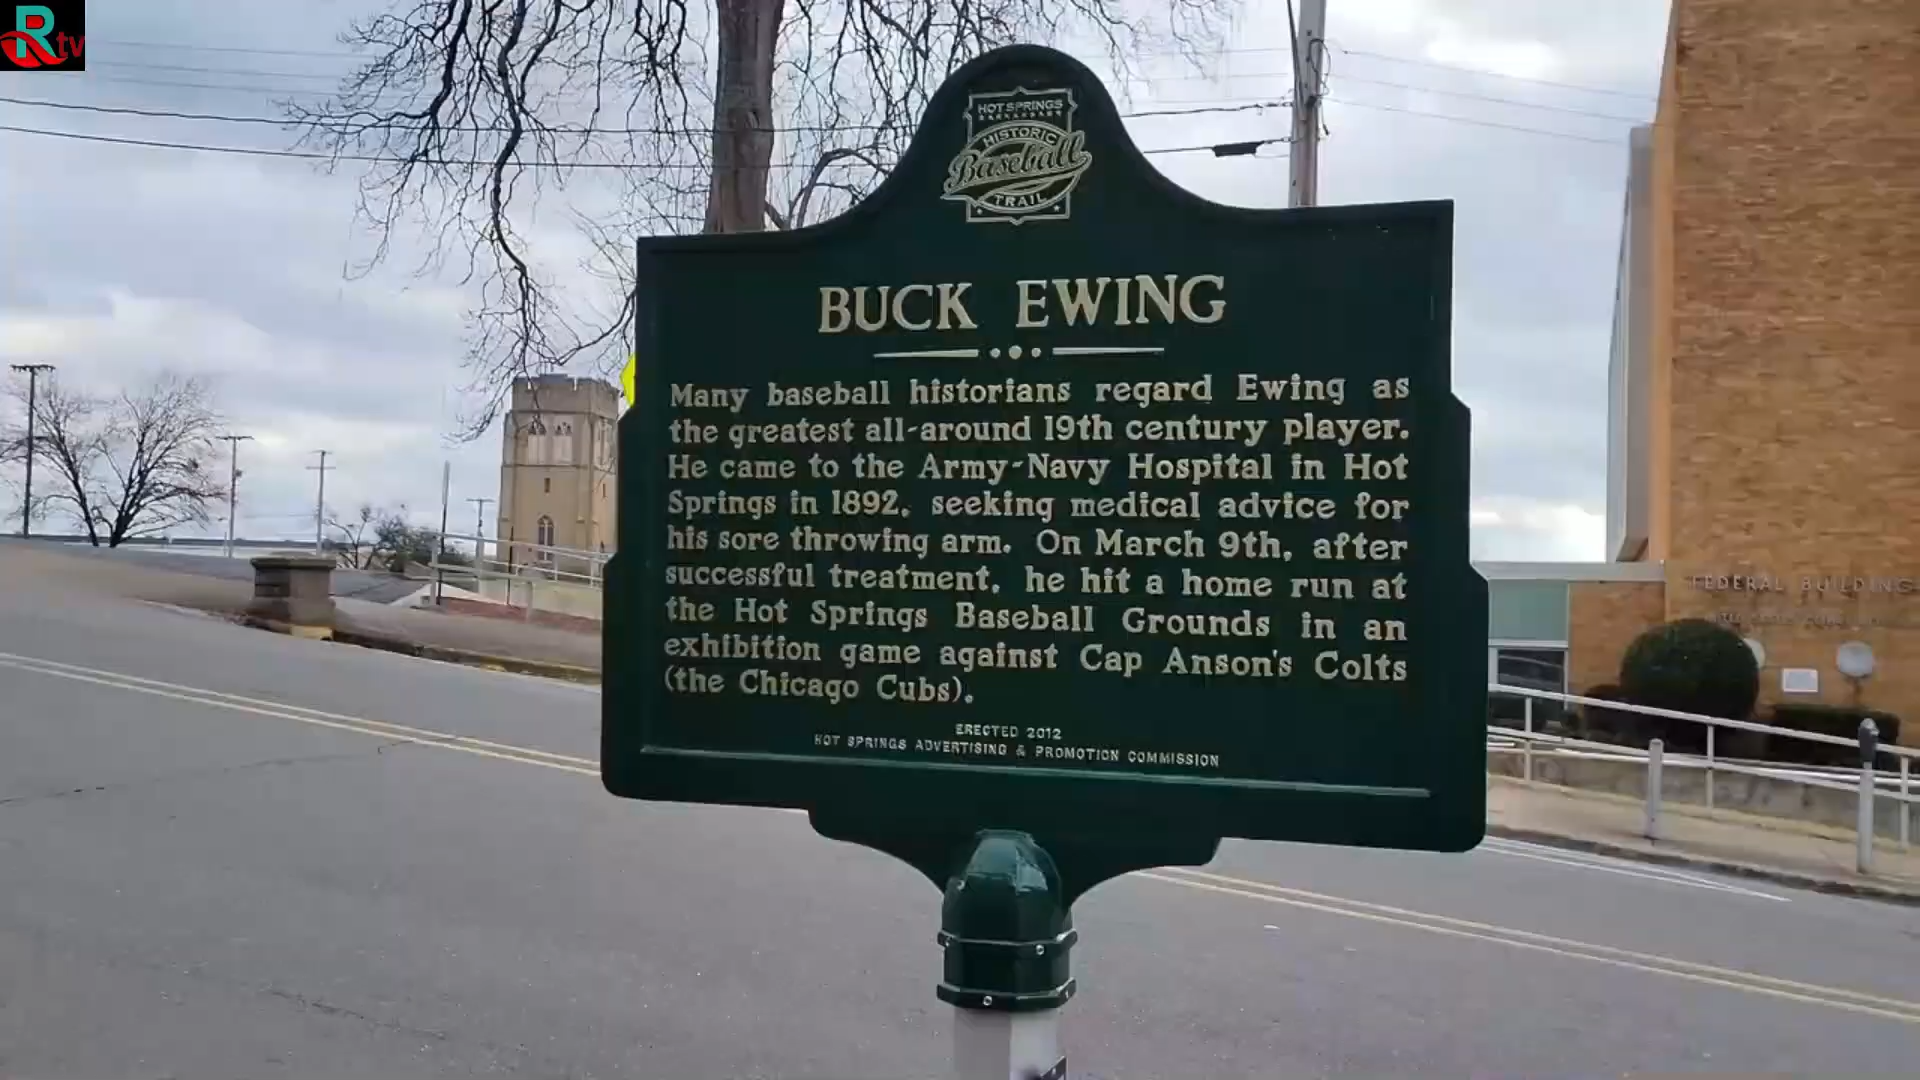 Rtv
HOT SPRINGS
HISTORIC
Baseball
TRAIL
BUCK EWING
Many baseball historians regard Ewing as
the greatest all-around 19th century player.
He came to the Army-Navy Hospital in Hot
Springs in 1892, seeking medical advice for
his sore throwing arm. On March 9th, after
successful treatment, he hit a home run at
the Hot Springs Baseball Grounds in an
exhibition game against Cap Anson's Colts
(the Chicago Cubs).
ERECTED 2012
HOT SPRINGS ADVERTISING & PROMOTION COMMISSION
FEDERAL BUILDING